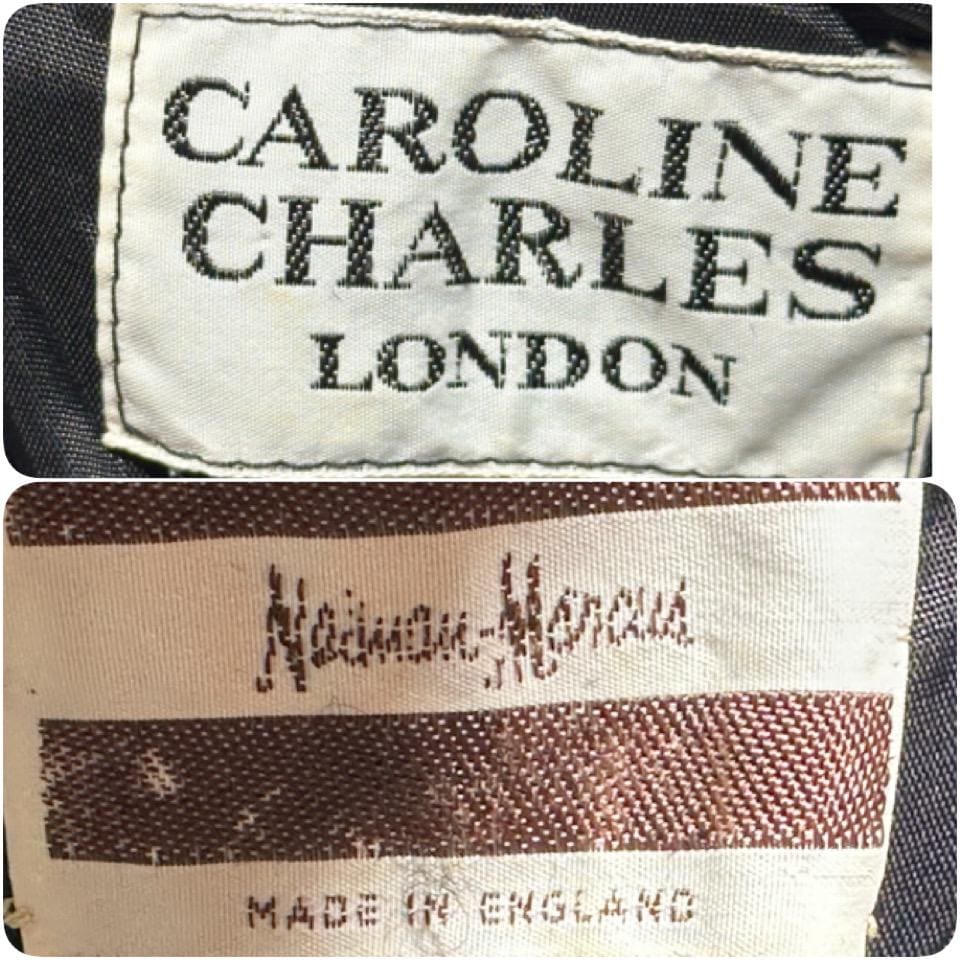 CAROLINE
CHARLES
LONDON
Neiman-Marcus
MADE IN ENGLAND